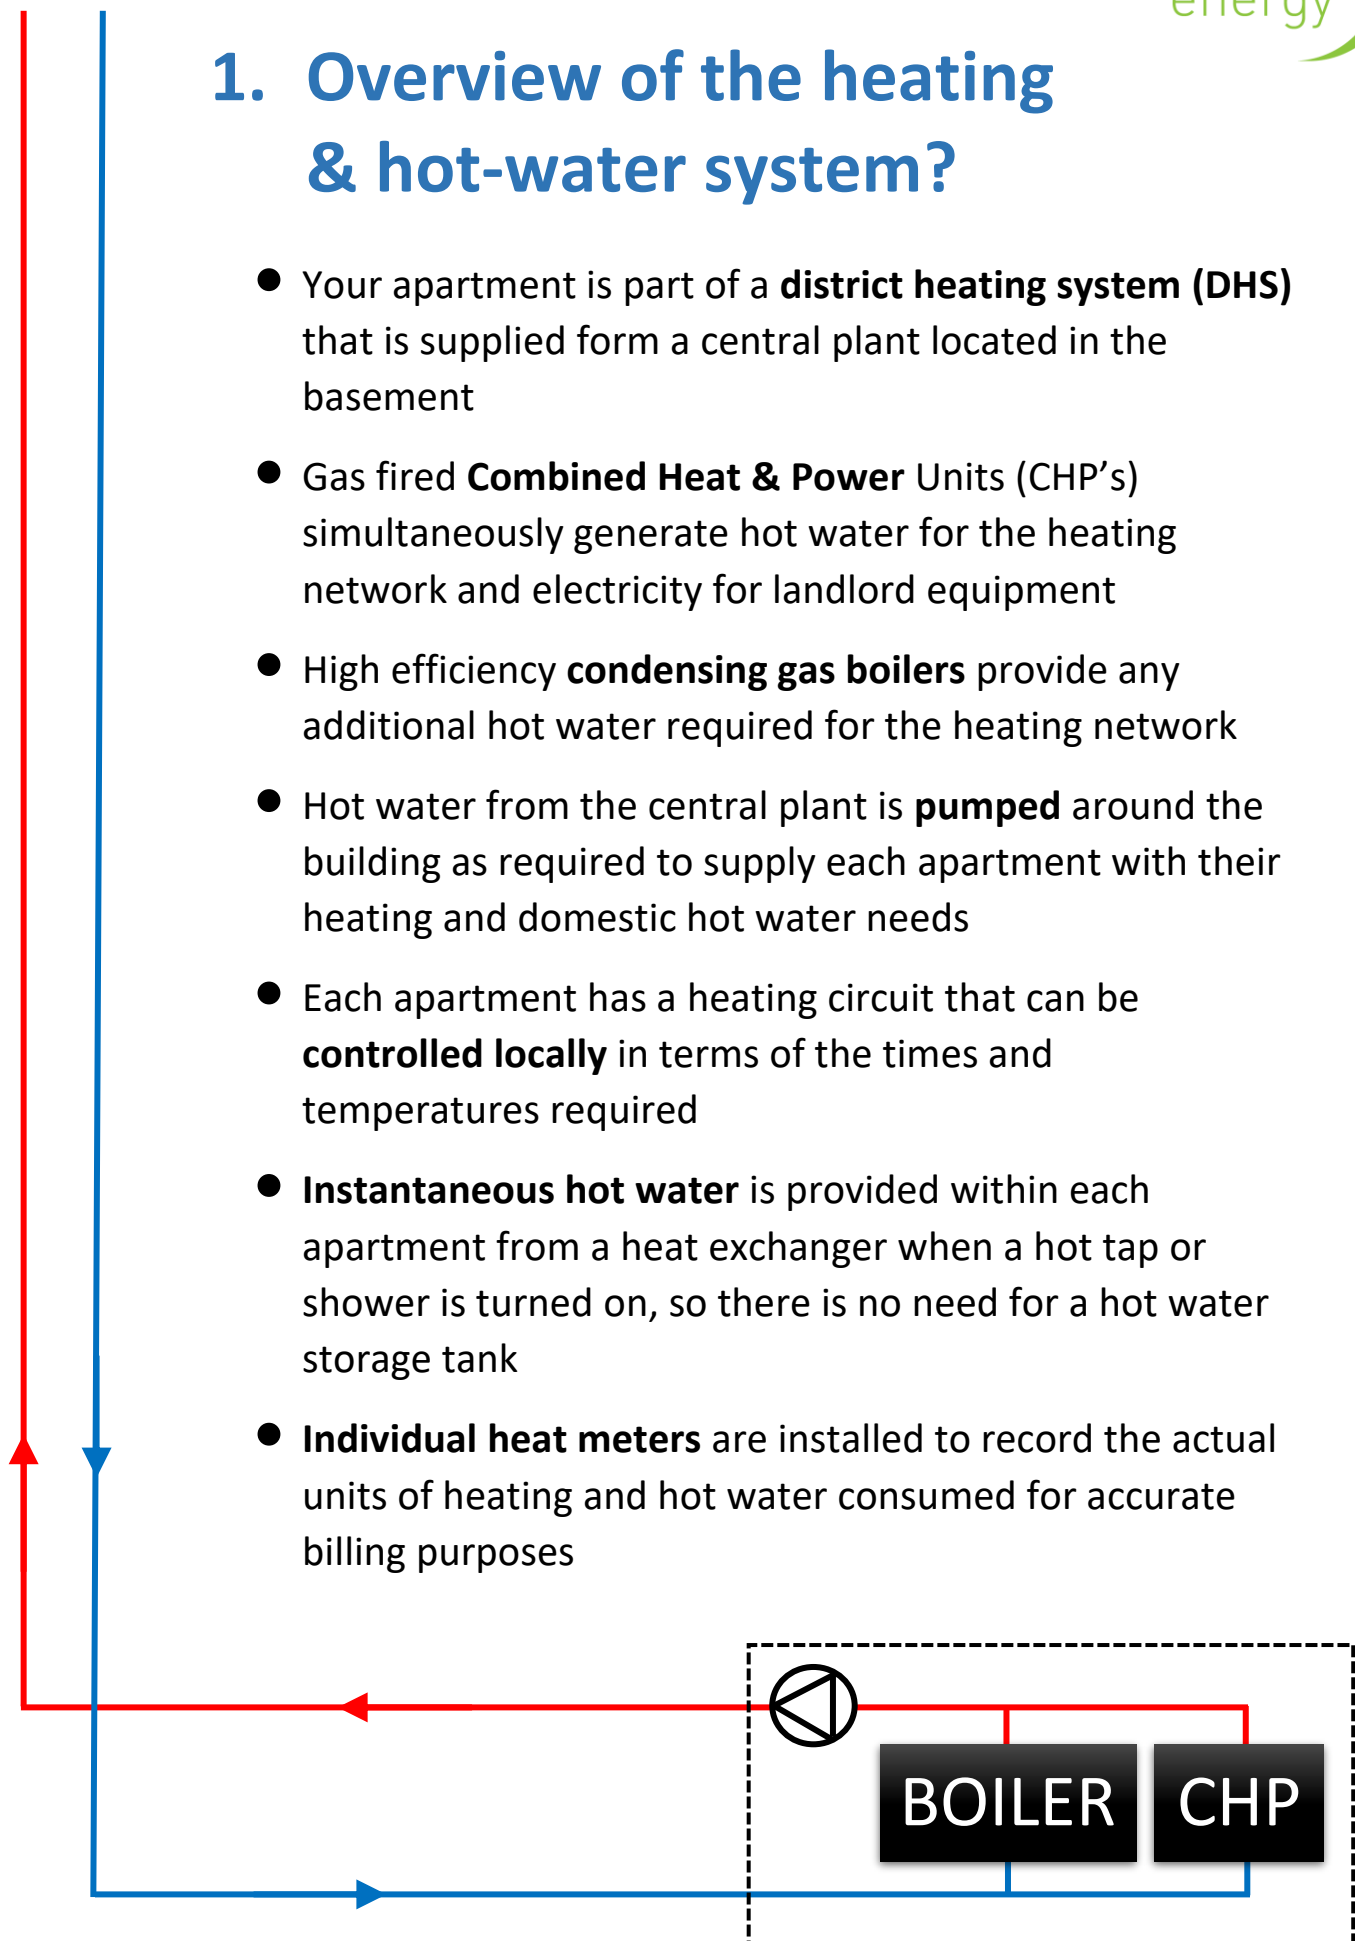 energy
1. Overview of the heating
& hot-water system?
● Your apartment is part of a district heating system (DHS)
that is supplied form a central plant located in the
basement
● Gas fired Combined Heat & Power Units (CHP’s)
simultaneously generate hot water for the heating
network and electricity for landlord equipment
● High efficiency condensing gas boilers provide any
additional hot water required for the heating network
● Hot water from the central plant is pumped around the
building as required to supply each apartment with their
heating and domestic hot water needs
● Each apartment has a heating circuit that can be
controlled locally in terms of the times and
temperatures required
● Instantaneous hot water is provided within each
apartment from a heat exchanger when a hot tap or
shower is turned on, so there is no need for a hot water
storage tank
● Individual heat meters are installed to record the actual
units of heating and hot water consumed for accurate
billing purposes
BOILER
CHP